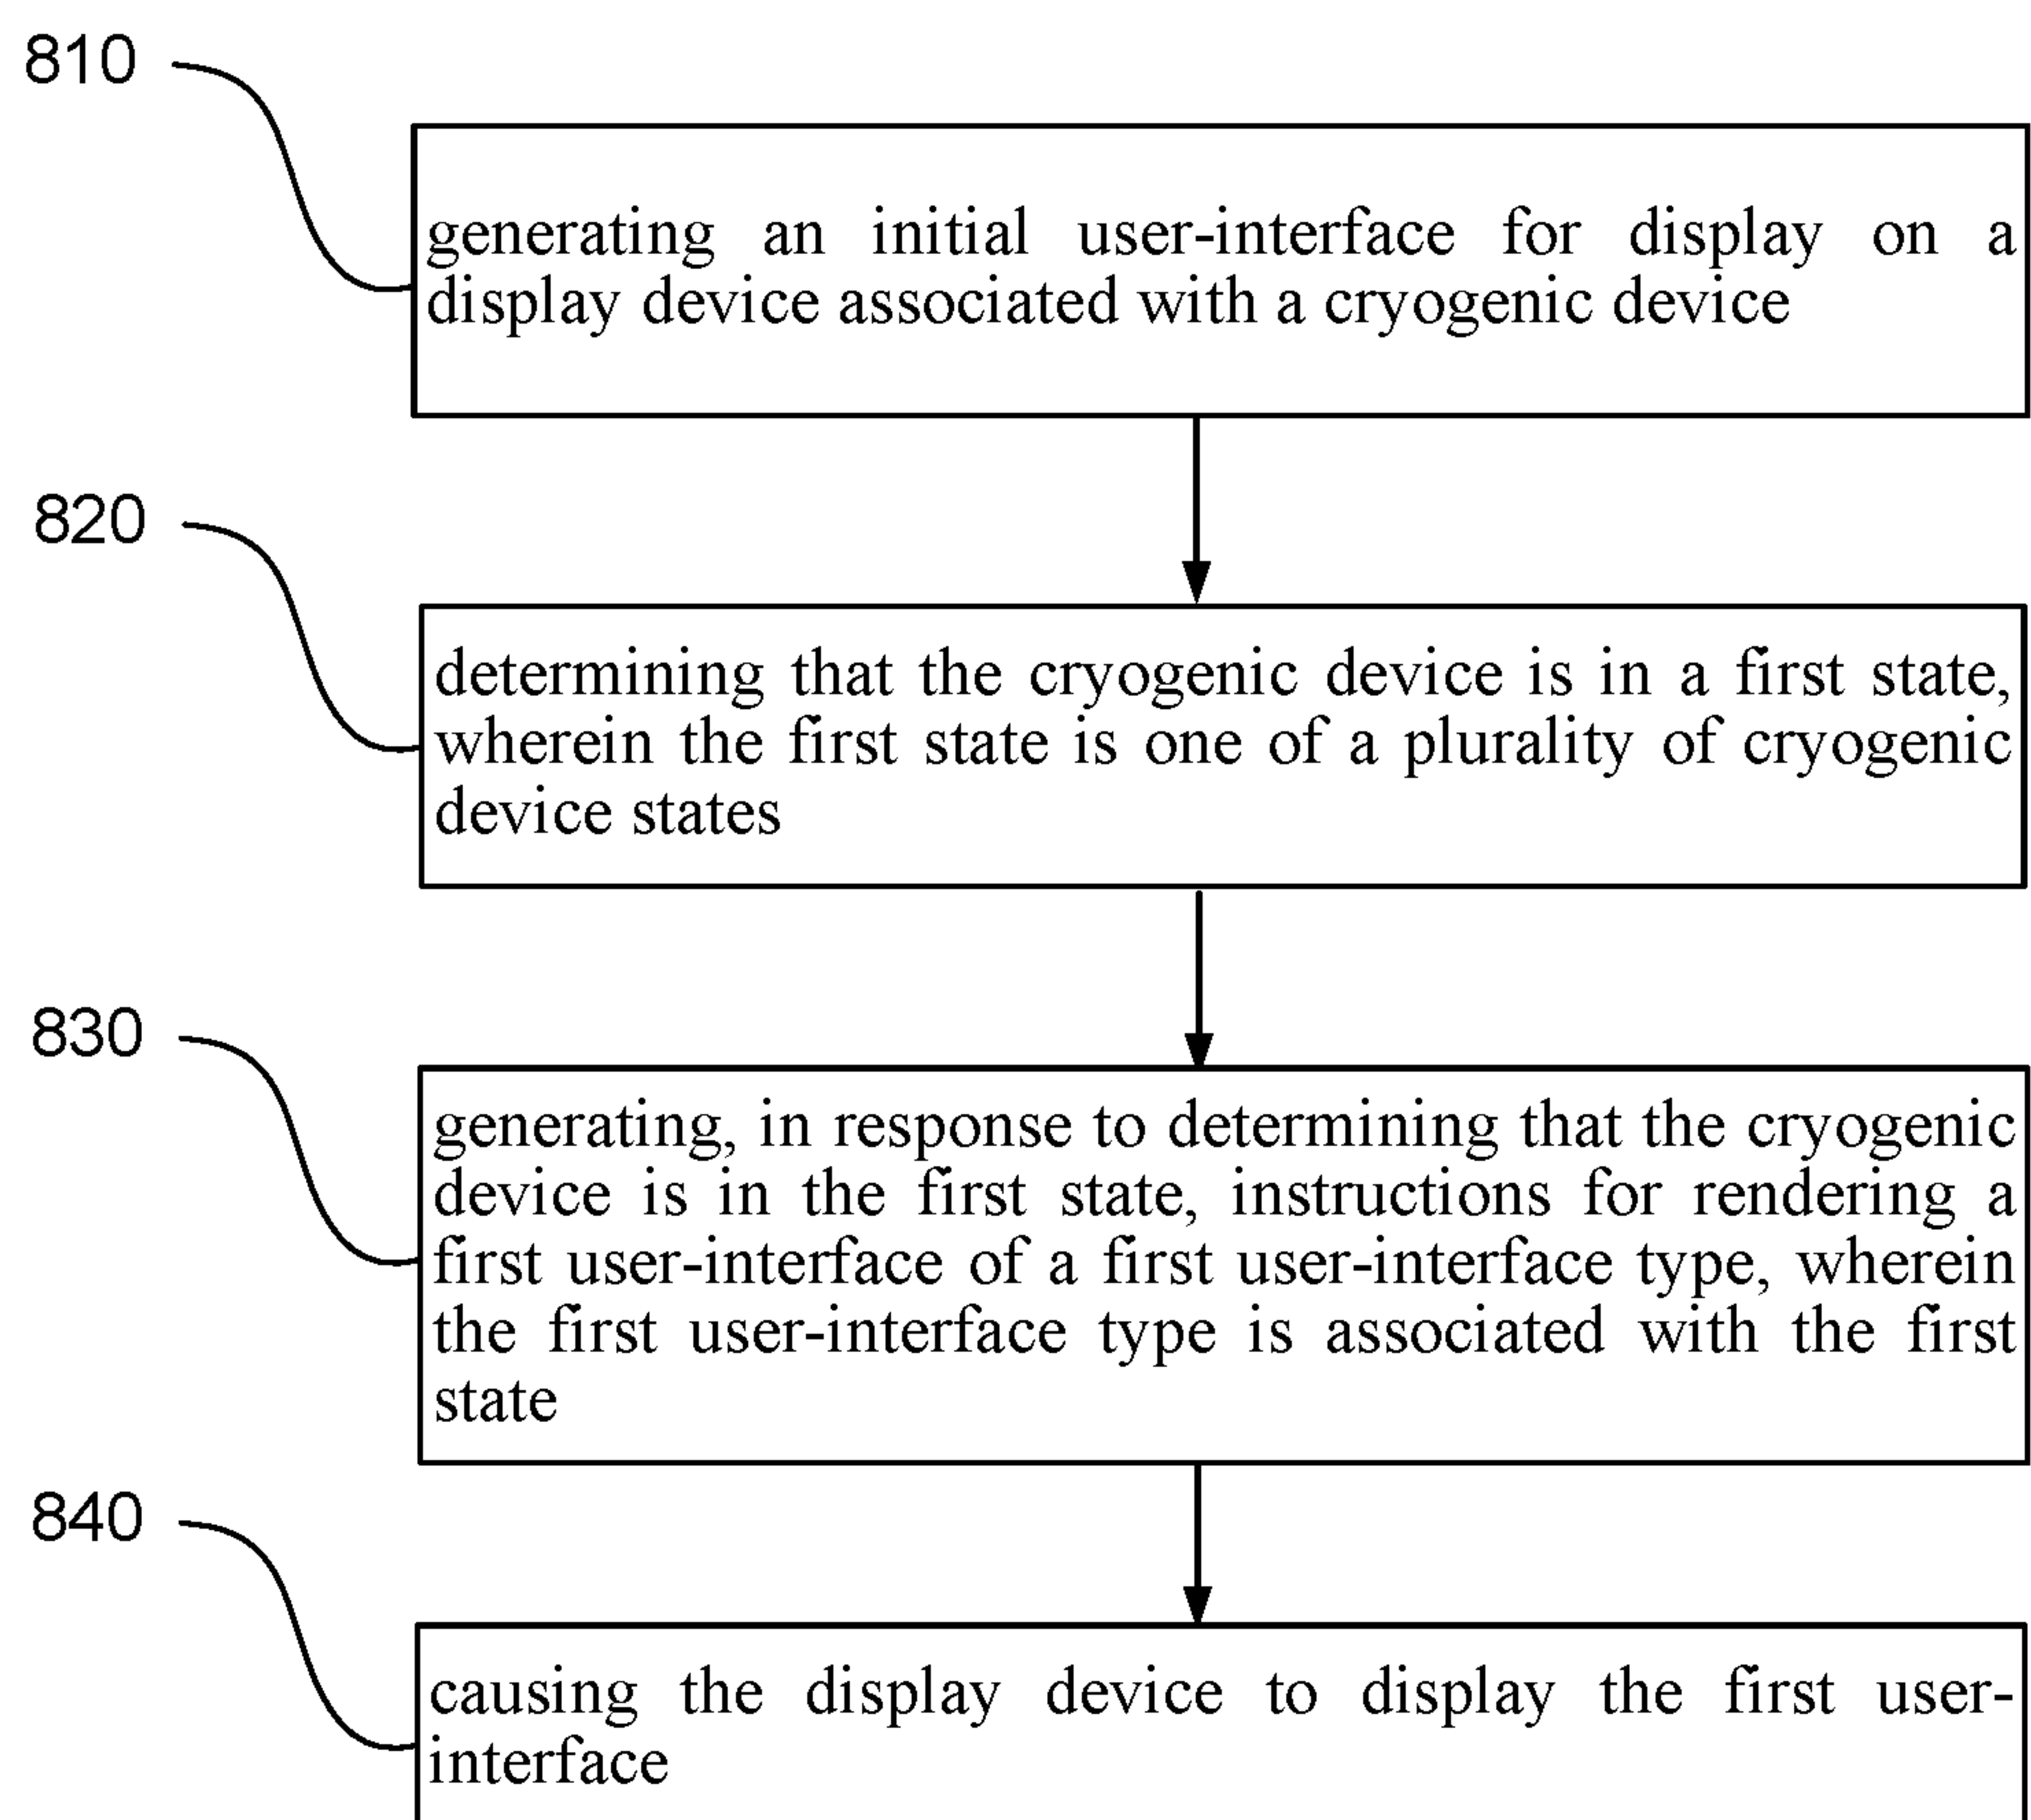 810
generating an initial user-interface for display on a
display device associated with a cryogenic device
820
determining that the cryogenic device is in a first state,
wherein the first state is one of a plurality of cryogenic
device states
830
generating, in response to determining that the cryogenic
device is in the first state, instructions for rendering a
first user-interface of a first user-interface type, wherein
the first user-interface type is associated with the first
state
840
causing the display device to display the first user-
interface